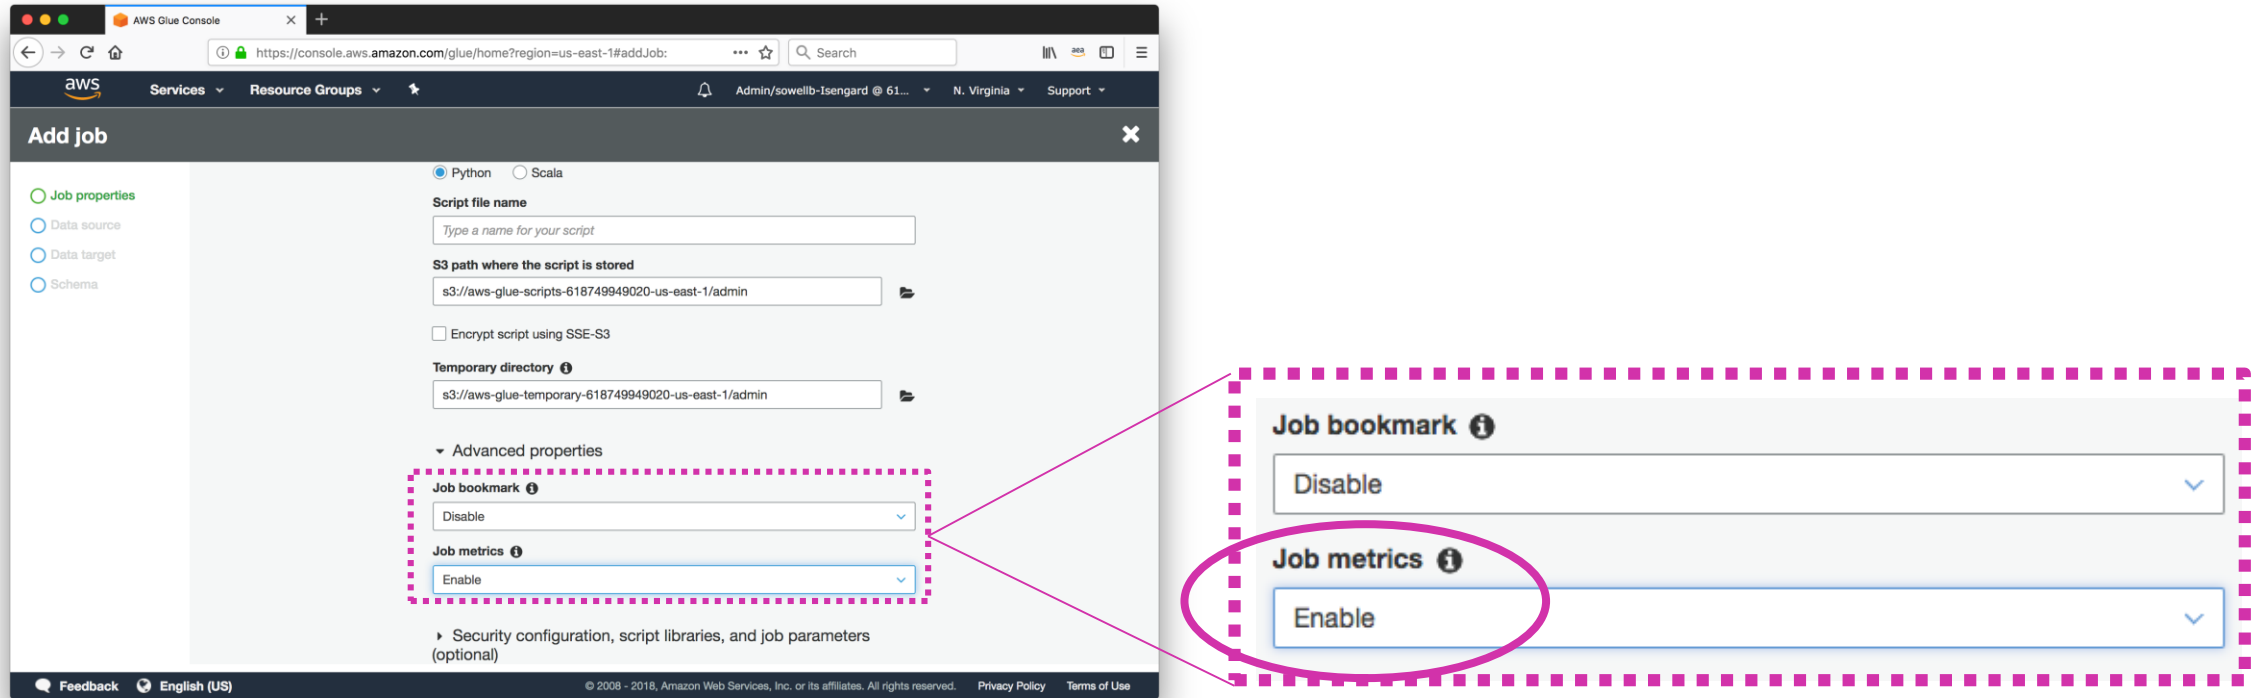 AWS Glue Console
https://console.aws.amazon.com/glue/home?region=us-east-1#addJob:
Search
aws
Services
Resource Groups
Admin/sowellb-Isengard @ 61...
N. Virginia
Support
Add job
Job properties
Data source
Data target
Schema
Python
Scala
Script file name
Type a name for your script
S3 path where the script is stored
s3://aws-glue-scripts-618749949020-us-east-1/admin
Encrypt script using SSE-S3
Temporary directory
s3://aws-glue-temporary-618749949020-us-east-1/admin
Advanced properties
Job bookmark
Disable
Job metrics
Enable
Security configuration, script libraries, and job parameters
(optional)
Feedback
English (US)
© 2008 - 2018, Amazon Web Services, Inc. or its affiliates. All rights reserved.
Privacy Policy
Terms of Use
Job bookmark
Disable
Job metrics
Enable